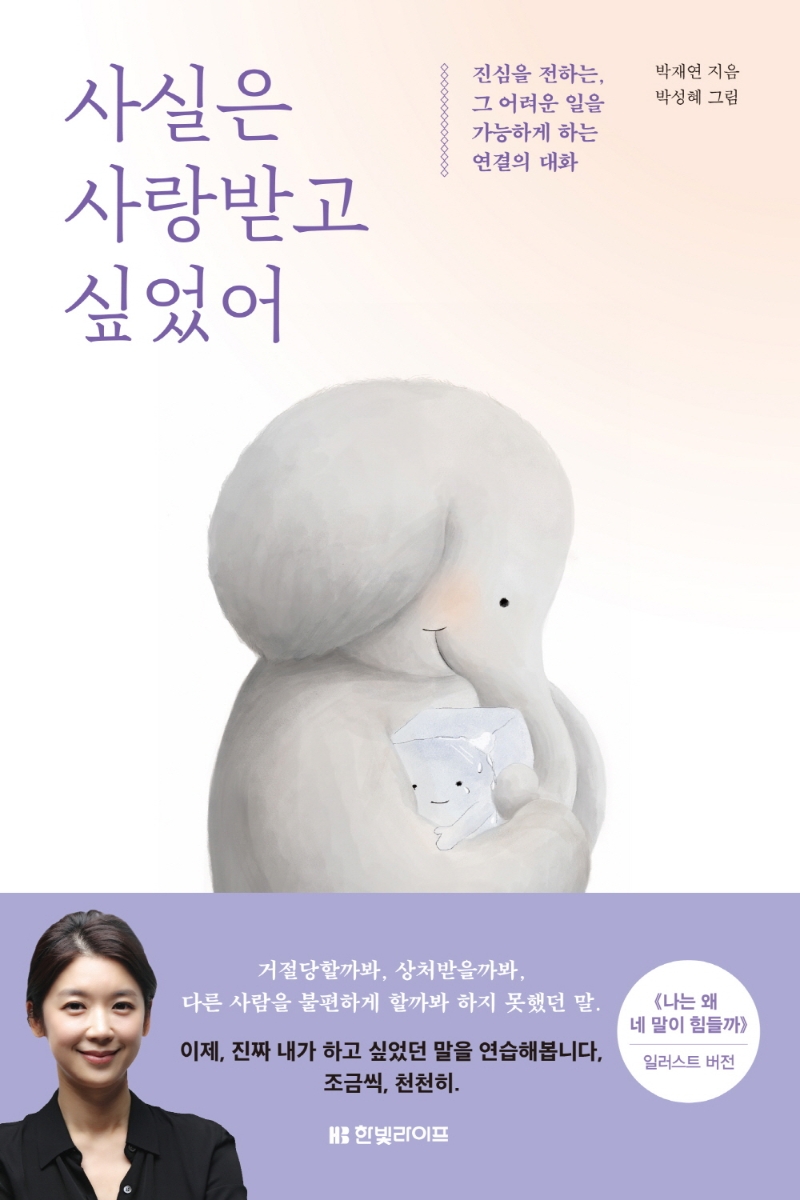 사실은
사랑받고
싶었어
진심을 전하는,
그 어려운 일을
가능하게 하는
연결의 대화
박재연 지음
박성혜 그림
거절당할까봐, 상처받을까봐,
다른 사람을 불편하게 할까봐 하지 못했던 말.
이제, 진짜 내가 하고 싶었던 말을 연습해봅니다,
조금씩, 천천히.
《나는 왜
네 말이 힘들까》
일러스트 버전
HB 한빛라이프